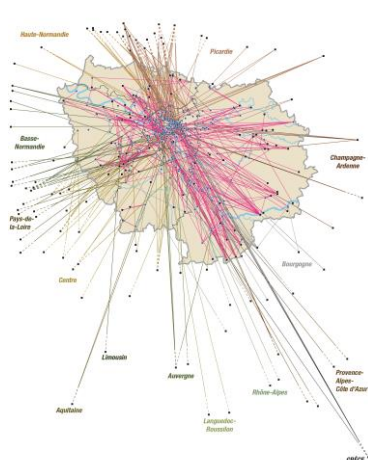 Haute-Normandie
Picardie
Basse-
Normandie
Champagne-
Ardenne
Pays-de-
la-Loire
Bourgogne
Centre
Limousin
Auvergne
Provence-
Alpes-
Côte d'Azur
Rhône-Alpes
Aquitaine
Languedoc-
Roussillon
GRÈCE